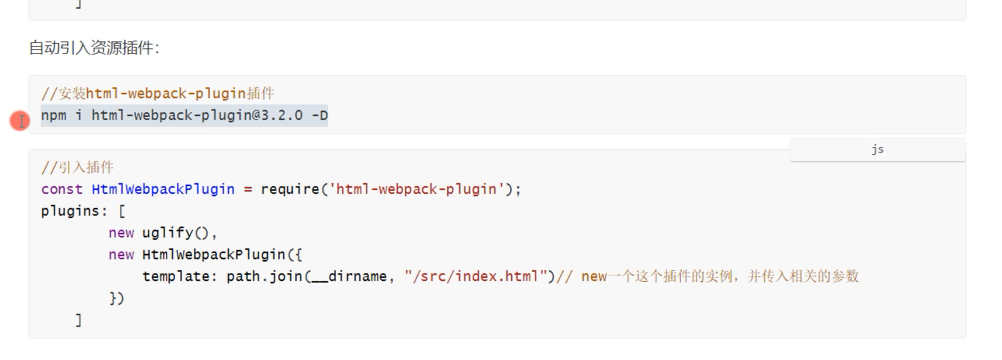 ]
自动引入资源插件：
//安装html-webpack-plugin插件
npm i html-webpack-plugin@3.2.0 -D
js
//引入插件
const HtmlWebpackPlugin = require('html-webpack-plugin');
plugins: [
new uglify(),
new HtmlWebpackPlugin({
template: path.join(__dirname, "/src/index.html")// new一个这个插件的实例，并传入相关的参数
})
]